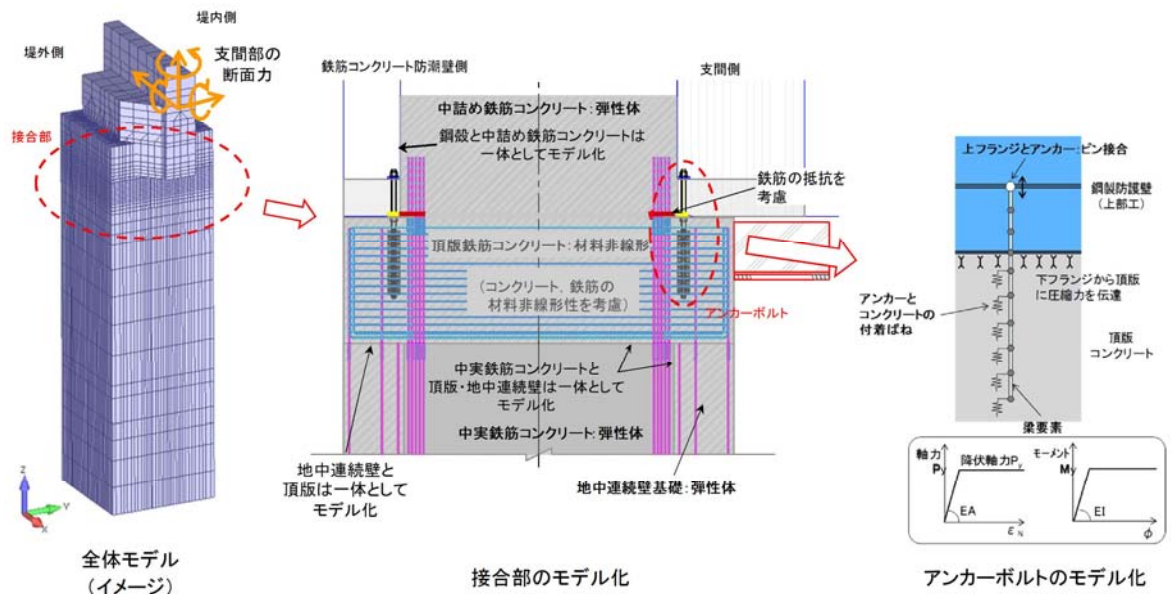 堤内側
堤外側
支間部の
断面力
接合部
Z
Y
X
全体モデル
(イメージ)
鉄筋コンクリート防潮壁側
支間側
中詰め鉄筋コンクリート:弾性体
鋼殻と中詰め鉄筋コンクリートは
一体としてモデル化
鉄筋の抵抗を
考慮
頂版鉄筋コンクリート:材料非線形
(コンクリート,鉄筋の
材料非線形性を考慮)
アンカーボルト
中実鉄筋コンクリートと
頂版・地中連続壁は一体として
モデル化
中実鉄筋コンクリート:弾性体
地中連続壁と
頂版は一体として
モデル化
地中連続壁基礎:弾性体
接合部のモデル化
上フランジとアンカー:ピン接合
鋼製防護壁
(上部工)
下フランジから頂版
に圧縮力を伝達
アンカーと
コンクリートの
付着ばね
頂版
コンクリート
梁要素
軸力
Py
降伏軸力Py
EA
εN
モーメント
My
EI
φ
アンカーボルトのモデル化